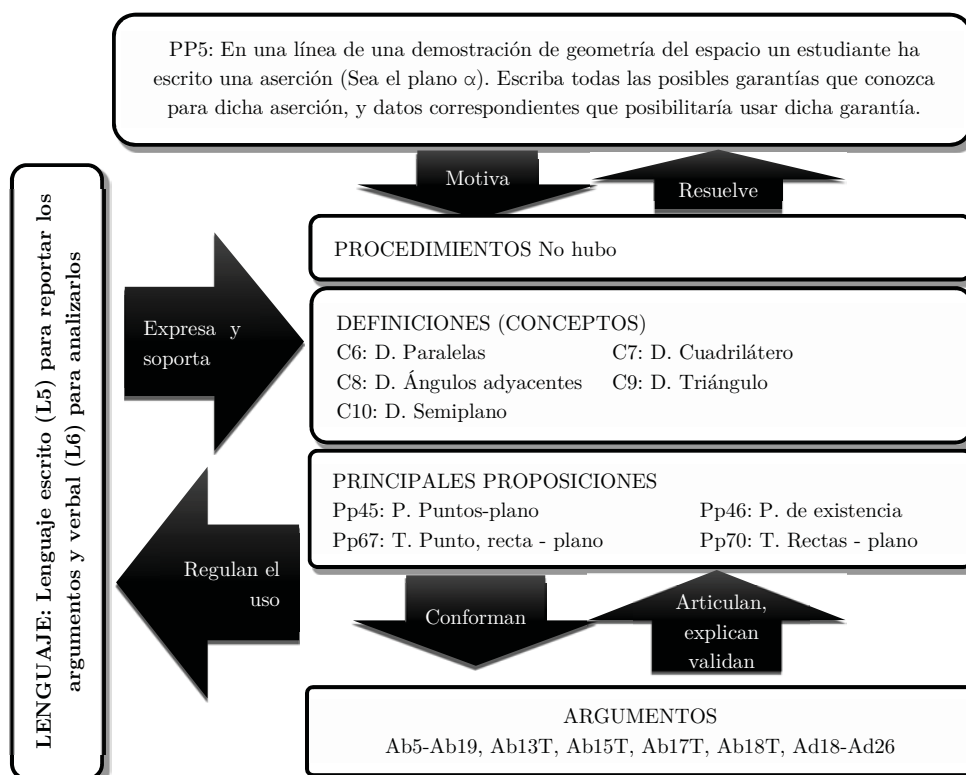 PP5: En una línea de una demostración de geometría del espacio un estudiante ha
escrito una aserción (Sea el plano α). Escriba todas las posibles garantías que conozca
para dicha aserción, y datos correspondientes que posibilitaría usar dicha garantía.
Motiva
Resuelve
LENGUAJE: Lenguaje escrito (L5) para reportar los
argumentos y verbal (L6) para analizarlos
Expresa y
soporta
PROCEDIMIENTOS No hubo
DEFINICIONES (CONCEPTOS)
C6: D. Paralelas C7: D. Cuadrilátero
C8: D. Ángulos adyacentes C9: D. Triángulo
C10: D. Semiplano
Regulan el
uso
PRINCIPALES PROPOSICIONES
Pp45: P. Puntos-plano Pp46: P. de existencia
Pp67: T. Punto, recta - plano Pp70: T. Rectas - plano
Conforman
Articulan,
explican
validan
ARGUMENTOS
Ab5-Ab19, Ab13T, Ab15T, Ab17T, Ab18T, Ad18-Ad26